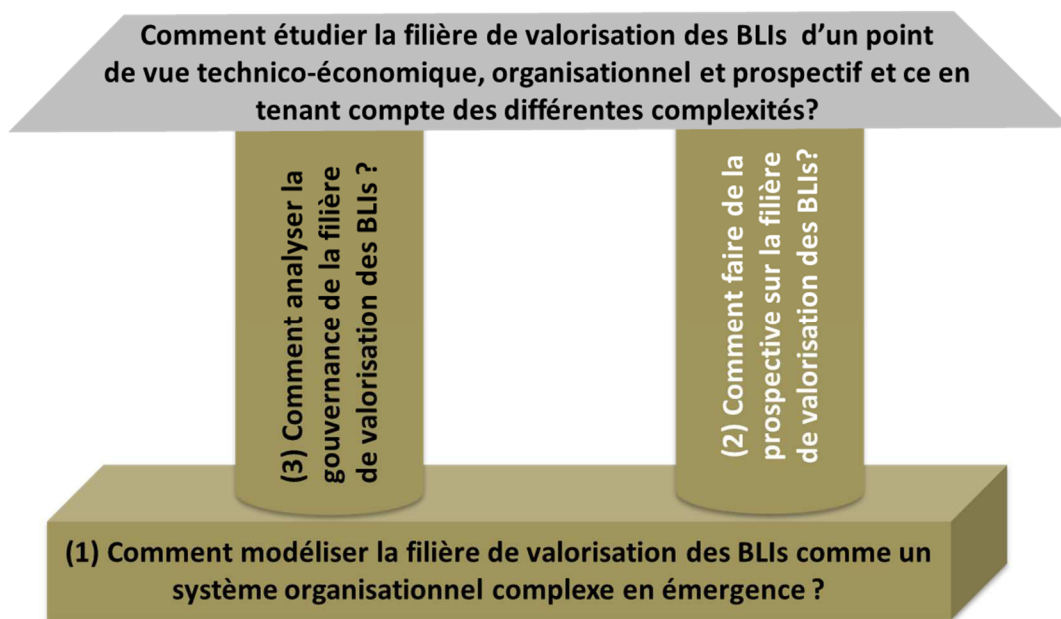 Comment étudier la filière de valorisation des BLIs d’un point
de vue technico-économique, organisationnel et prospectif et ce en
tenant compte des différentes complexités?
(3) Comment analyser la
gouvernance de la filière
de valorisation des BLIs ?
(2) Comment faire de la
prospective sur la filière
de valorisation des BLIs?
(1) Comment modéliser la filière de valorisation des BLIs comme un
système organisationnel complexe en émergence ?